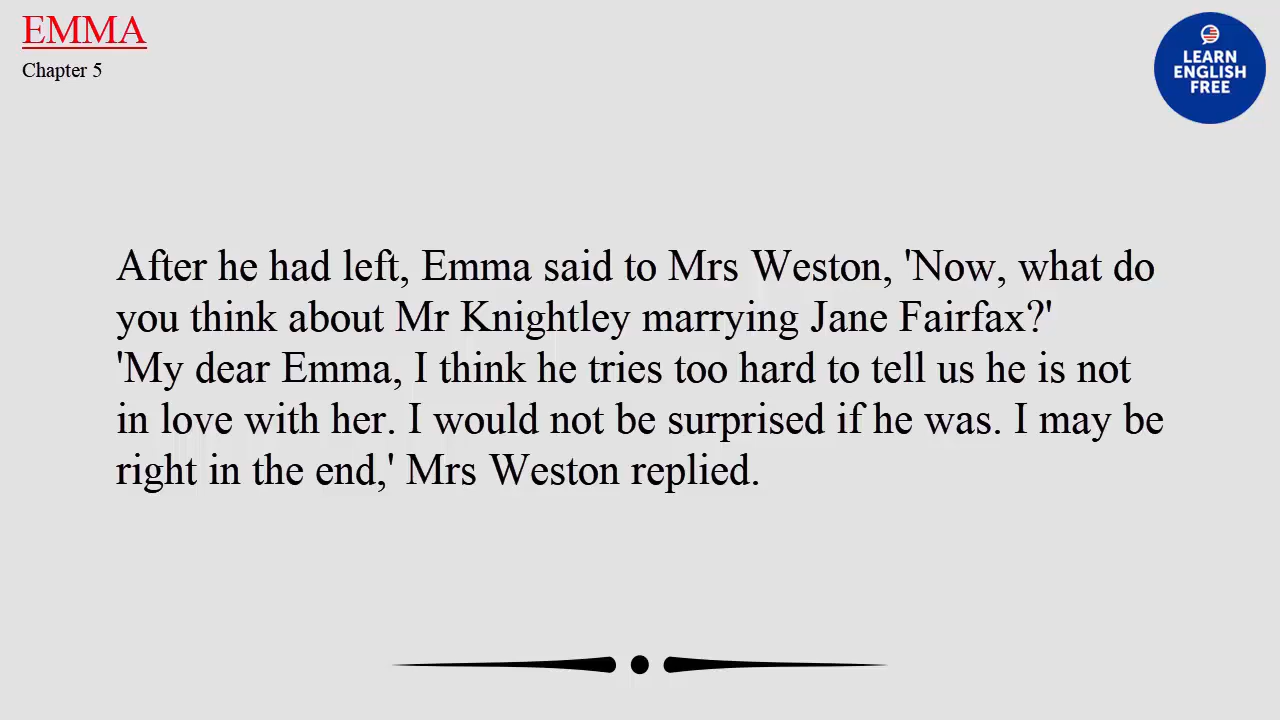 EMMA
Chapter 5
LEARN
ENGLISH
FREE
After he had left, Emma said to Mrs Weston, 'Now, what do
you think about Mr Knightley marrying Jane Fairfax?'
'My dear Emma, I think he tries too hard to tell us he is not
in love with her. I would not be surprised if he was. I may be
right in the end,' Mrs Weston replied.